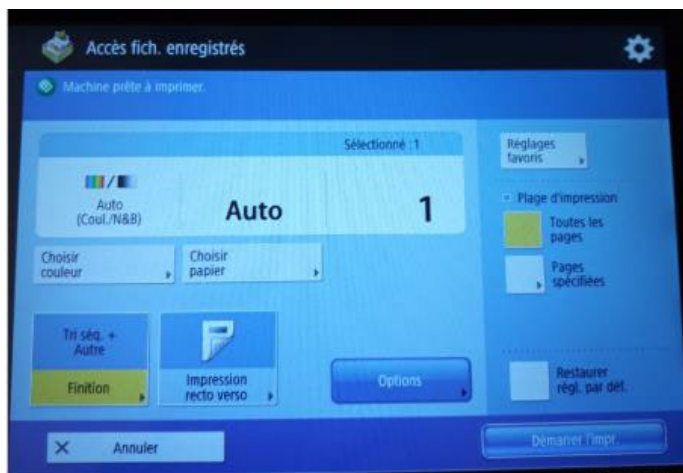 Accès fich. enregistrés
Machine prête à imprimer.
Sélectionné : 1
Auto
(Coul./N&B)
Auto
1
Choisir
couleur
Choisir
papier
Tri séq. +
Autre
Finition
Impression
recto verso
Options
Réglages
favoris
Plage d'impression
Toutes les
pages
Pages
spécifiées
Restaurer
régl. par déf.
Annuler
Démarrer l'impr.